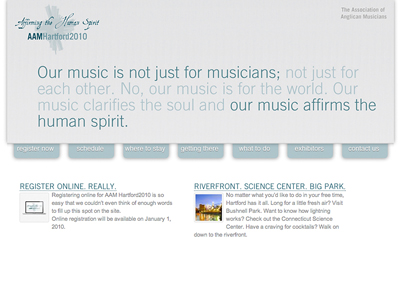 Affirming the Human Spirit
AAMHartford2010
The Association of
Anglican Musicians
Our music is not just for musicians; not just for
each other. No, our music is for the world. Our
music clarifies the soul and our music affirms the
human spirit.
register now schedule where to stay getting there what to do exhibitors contact us
REGISTER ONLINE. REALLY.
Registering online for AAM Hartford2010 is so
easy that we couldn't even think of enough words
to fill up this spot on the site.
Online registration will be available on January 1,
2010.
RIVERFRONT. SCIENCE CENTER. BIG PARK.
No matter what you'd like to do in your free time,
Hartford has it all. Golf for a little fresh air? Visit
Bushnell Park. Want to know how lightning
works? Check out the Connecticut Science
Center. Have a craving for cocktails? Walk on
down to the riverfront.